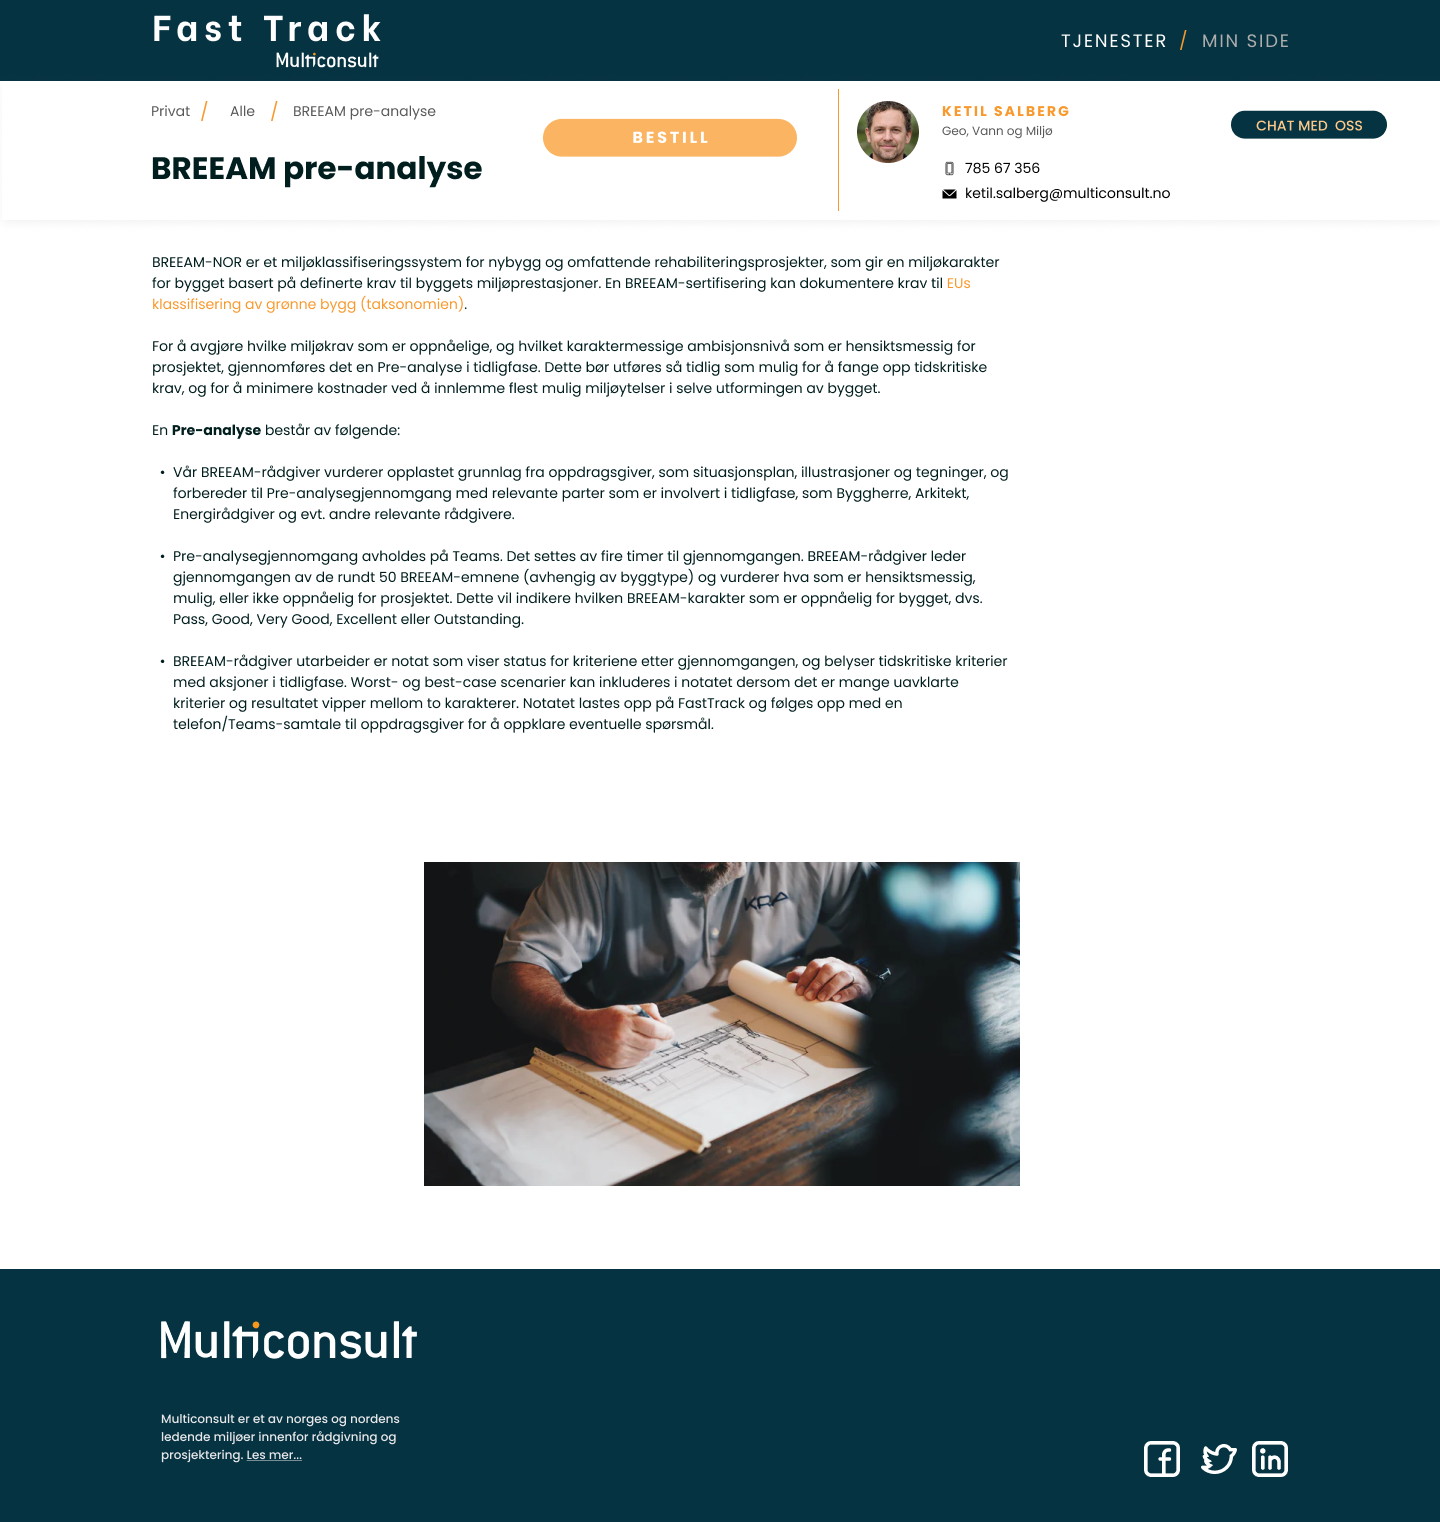 Fast Track
Multiconsult
TJENESTER / MIN SIDE
Privat / Alle / BREEAM pre-analyse
BREEAM pre-analyse
BESTILL
KETIL SALBERG
Geo, Vann og Miljø
785 67 356
ketil.salberg@multiconsult.no
CHAT MED OSS
BREEAM-NOR er et miljøklassifiseringssystem for nybygg og omfattende rehabiliteringsprosjekter, som gir en miljøkarakter
for bygget basert på definerte krav til byggets miljøprestasjoner. En BREEAM-sertifisering kan dokumentere krav til EUs
klassifisering av grønne bygg (taksonomien).
For å avgjøre hvilke miljøkrav som er oppnåelige, og hvilket karaktermessige ambisjonsnivå som er hensiktsmessig for
prosjektet, gjennomføres det en Pre-analyse i tidligfase. Dette bør utføres så tidlig som mulig for å fange opp tidskritiske
krav, og for å minimere kostnader ved å innlemme flest mulig miljøytelser i selve utformingen av bygget.
En Pre-analyse består av følgende:
• Vår BREEAM-rådgiver vurderer opplastet grunnlag fra oppdragsgiver, som situasjonsplan, illustrasjoner og tegninger, og
forbereder til Pre-analysegjennomgang med relevante parter som er involvert i tidligfase, som Byggherre, Arkitekt,
Energirådgiver og evt. andre relevante rådgivere.
• Pre-analysegjennomgang avholdes på Teams. Det settes av fire timer til gjennomgangen. BREEAM-rådgiver leder
gjennomgangen av de rundt 50 BREEAM-emnene (avhengig av byggtype) og vurderer hva som er hensiktsmessig,
mulig, eller ikke oppnåelig for prosjektet. Dette vil indikere hvilken BREEAM-karakter som er oppnåelig for bygget, dvs.
Pass, Good, Very Good, Excellent eller Outstanding.
• BREEAM-rådgiver utarbeider er notat som viser status for kriteriene etter gjennomgangen, og belyser tidskritiske kriterier
med aksjoner i tidligfase. Worst- og best-case scenarier kan inkluderes i notatet dersom det er mange uavklarte
kriterier og resultatet vipper mellom to karakterer. Notatet lastes opp på FastTrack og følges opp med en
telefon/Teams-samtale til oppdragsgiver for å oppklare eventuelle spørsmål.
KRA
Multiconsult
Multiconsult er et av norges og nordens
ledende miljøer innenfor rådgivning og
prosjektering. Les mer...